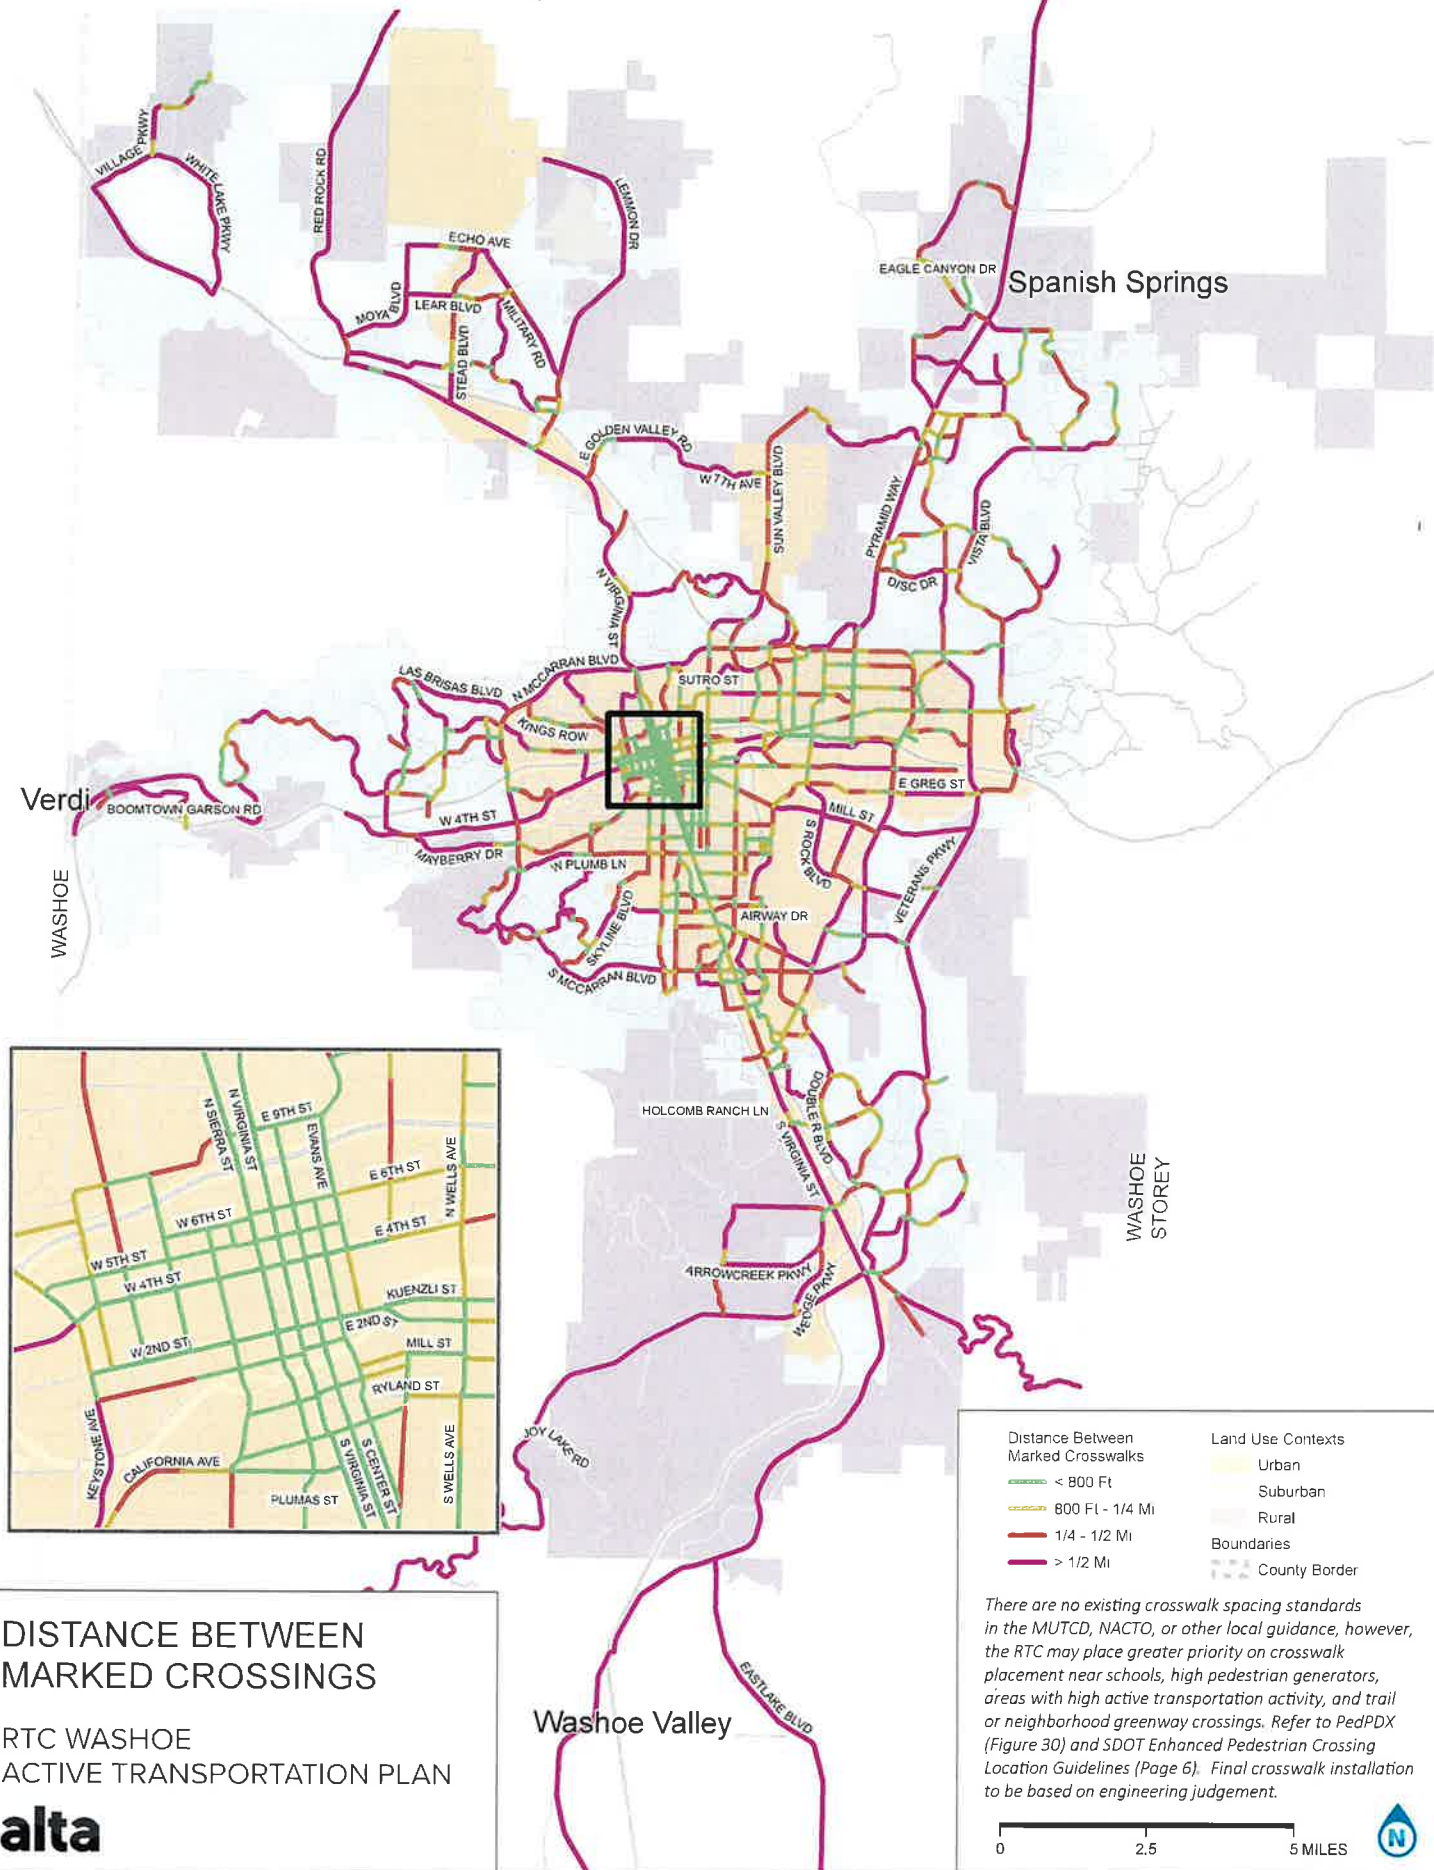 VILLAGE PKWY
WHITE LAKE PKWY
RED ROCK RD
LEMMON DR
ECHO AVE
MOYA BLVD
LEAR BLVD
MILITARY RD
STEAD BLVD
EAGLE CANYON DR
Spanish Springs
E GOLDEN VALLEY RD
W 7TH AVE
SUN VALLEY BLVD
PYRAMID WAY
VISTA BLVD
DISC DR
N VIRGINIA ST
N MCCARRAN BLVD
LAS BRISAS BLVD
SUTRO ST
KINGS ROW
Verdi
BOOMTOWN GARSON RD
E GREG ST
W 4TH ST
MILL ST
MAYBERRY DR
W PLUMB LN
S ROCK BLVD
VETERANS PKWY
WASHOE
SKYLINE BLVD
AIRWAY DR
S MCCARRAN BLVD
HOLCOMB RANCH LN
DOUBLE R BLVD
S VIRGINIA ST
WASHOE
STOREY
ARROWCREEK PKWY
WEDGE PKWY
JOY LAKE RD
Washoe Valley
EASTLAKE BLVD
N SIERRA ST
N VIRGINIA ST
E 9TH ST
EVANS AVE
E 6TH ST
N WELLS AVE
W 6TH ST
E 4TH ST
W 5TH ST
W 4TH ST
KUENZLI ST
E 2ND ST
W 2ND ST
MILL ST
RYLAND ST
KEYSTONE AVE
CALIFORNIA AVE
PLUMAS ST
S VIRGINIA ST
S CENTER ST
S WELLS AVE
DISTANCE BETWEEN
MARKED CROSSINGS
RTC WASHOE
ACTIVE TRANSPORTATION PLAN
alta
Distance Between
Marked Crosswalks
< 800 Ft
800 Ft - 1/4 Mi
1/4 - 1/2 Mi
> 1/2 Mi
Land Use Contexts
Urban
Suburban
Rural
Boundaries
County Border
There are no existing crosswalk spacing standards
in the MUTCD, NACTO, or other local guidance, however,
the RTC may place greater priority on crosswalk
placement near schools, high pedestrian generators,
areas with high active transportation activity, and trail
or neighborhood greenway crossings. Refer to PedPDX
(Figure 30) and SDOT Enhanced Pedestrian Crossing
Location Guidelines (Page 6). Final crosswalk installation
to be based on engineering judgement.
0 2.5 5 MILES
N